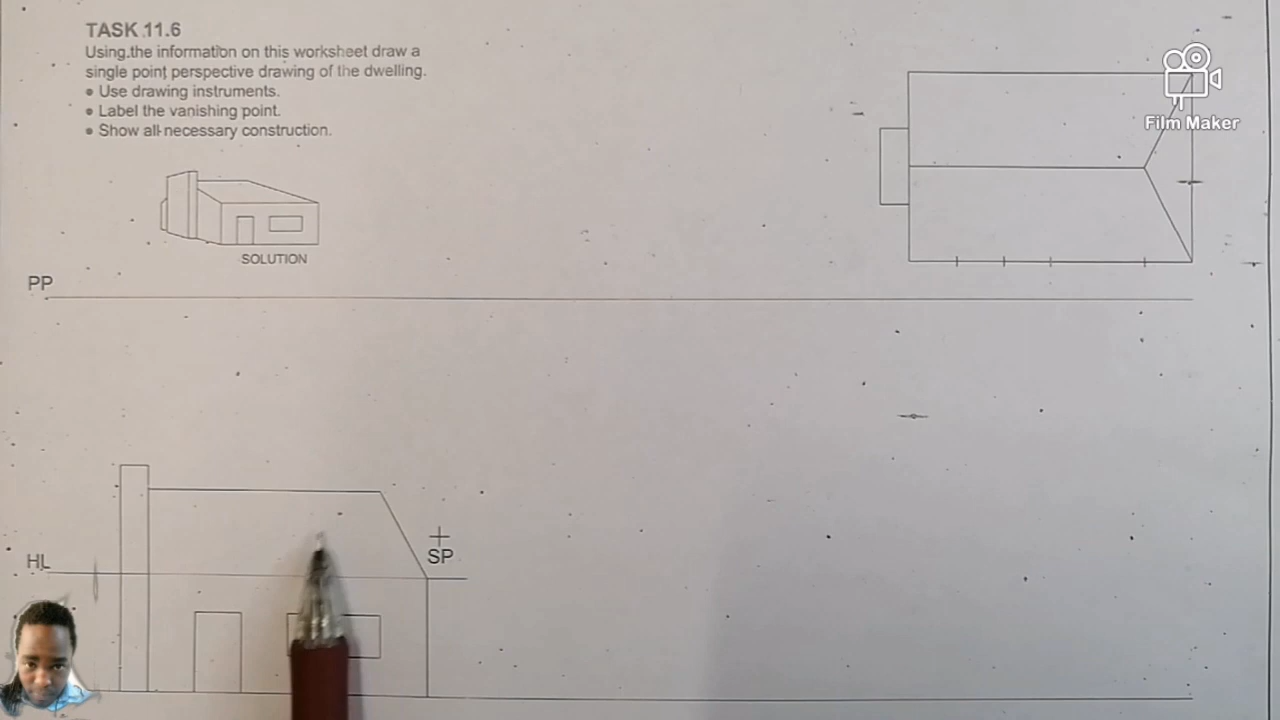 TASK 11.6
Using the information on this worksheet draw a
single point perspective drawing of the dwelling.
• Use drawing instruments.
• Label the vanishing point.
• Show all necessary construction.
Film Maker
SOLUTION
PP
HL
SP